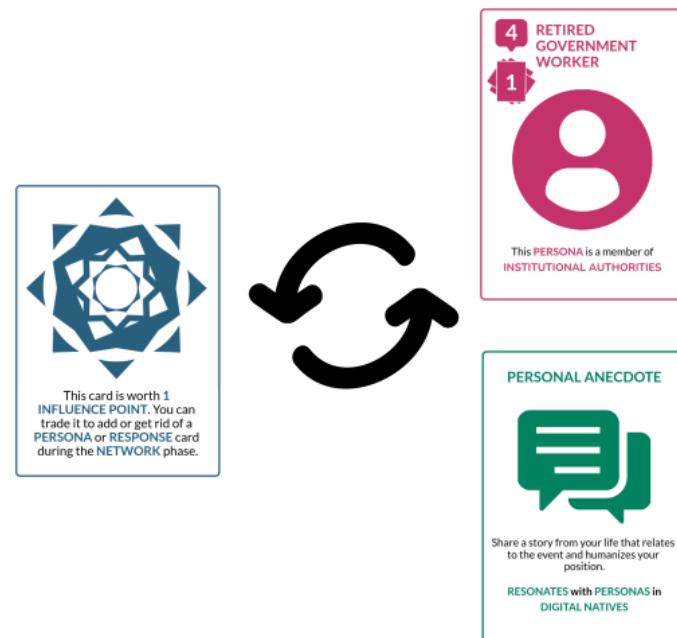 This card is worth 1
INFLUENCE POINT. You can
trade it to add or get rid of a
PERSONA or RESPONSE card
during the NETWORK phase.
4
RETIRED
GOVERNMENT
WORKER
1
This PERSONA is a member of
INSTITUTIONAL AUTHORITIES
PERSONAL ANECDOTE
Share a story from your life that relates
to the event and humanizes your
position.
RESONATES with PERSONAS in
DIGITAL NATIVES